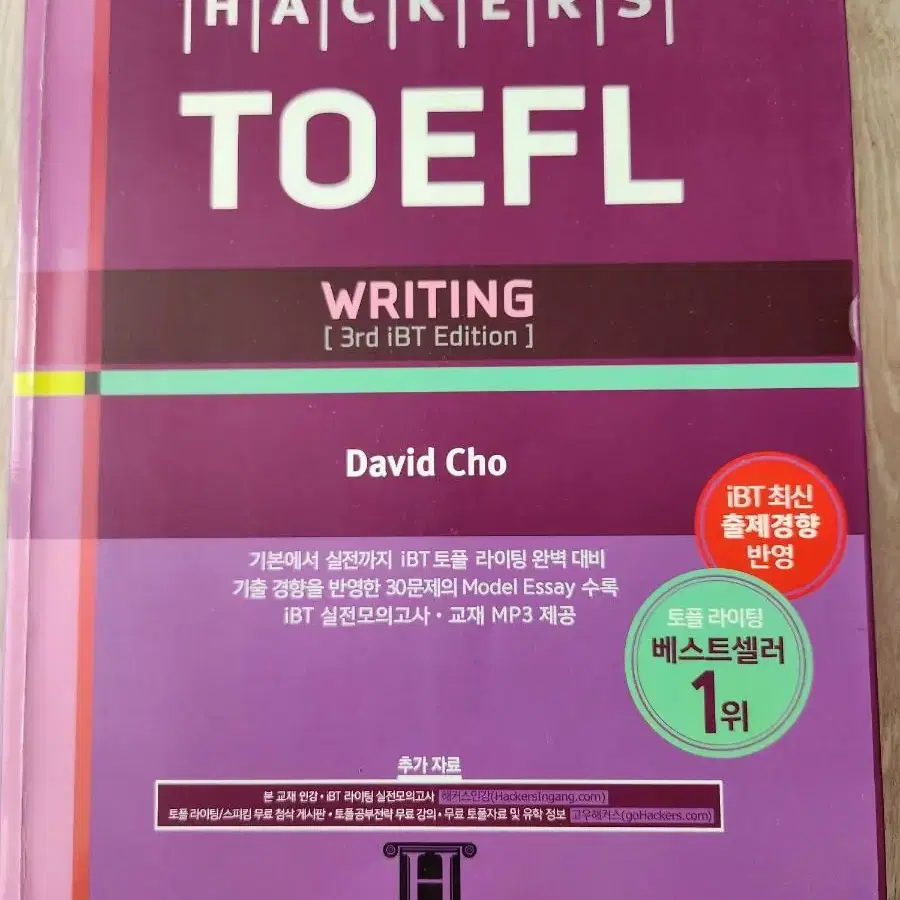 HACKERS
TOEFL
WRITING
[ 3rd iBT Edition ]
David Cho
iBT 최신
출제경향
반영
기본에서 실전까지 iBT 토플 라이팅 완벽 대비
기출 경향을 반영한 30문제의 Model Essay 수록
iBT 실전모의고사 • 교재 MP3 제공
토플 라이팅
베스트셀러
1위
추가 자료
본 교재 인강 • iBT 라이팅 실전모의고사 해커스인강(HackersIngang.com)
토플 라이팅/스피킹 무료 첨삭 게시판 • 토플공부전략 무료 강의 • 무료 토플자료 및 유학 정보 고우해커스(goHackers.com)
H